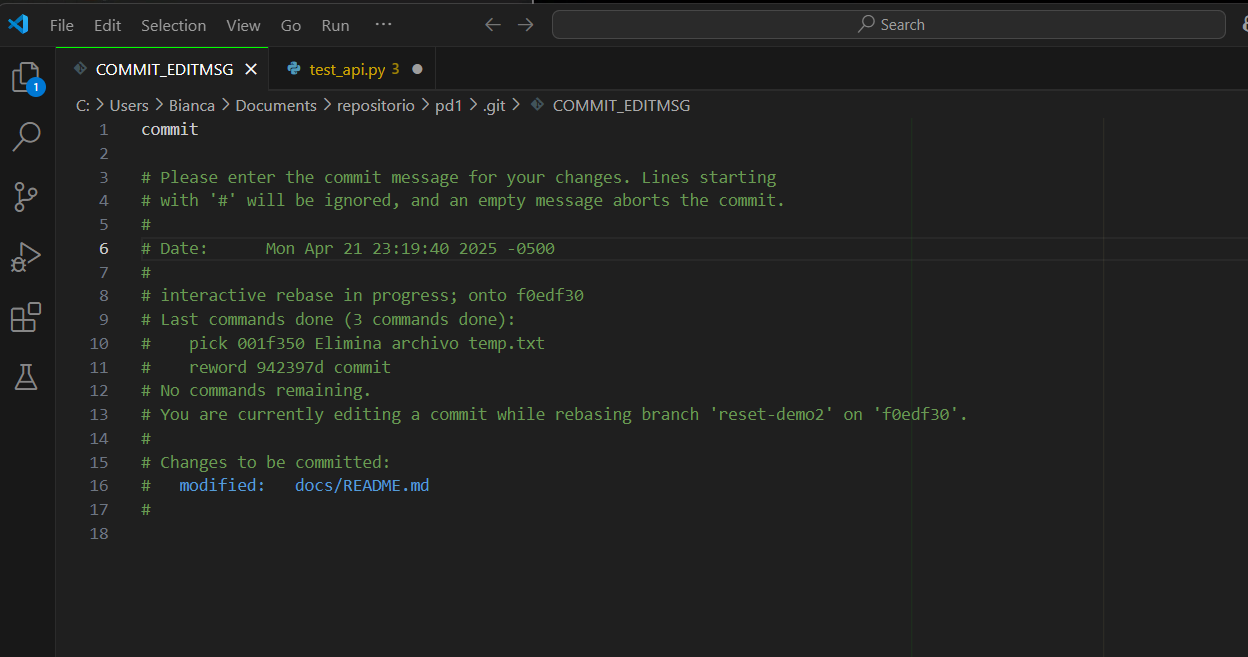 File Edit Selection View Go Run ··· Search
1
COMMIT_EDITMSG test_api.py 3
C: > Users > Bianca > Documents > repositorio > pd1 > .git > COMMIT_EDITMSG
1 commit
2
3 # Please enter the commit message for your changes. Lines starting
4 # with '#' will be ignored, and an empty message aborts the commit.
5 #
6 # Date:      Mon Apr 21 23:19:40 2025 -0500
7 #
8 # interactive rebase in progress; onto f0edf30
9 # Last commands done (3 commands done):
10 #    pick 001f350 Elimina archivo temp.txt
11 #    reword 942397d commit
12 # No commands remaining.
13 # You are currently editing a commit while rebasing branch 'reset-demo2' on 'f0edf30'.
14 #
15 # Changes to be committed:
16 #   modified:   docs/README.md
17 #
18